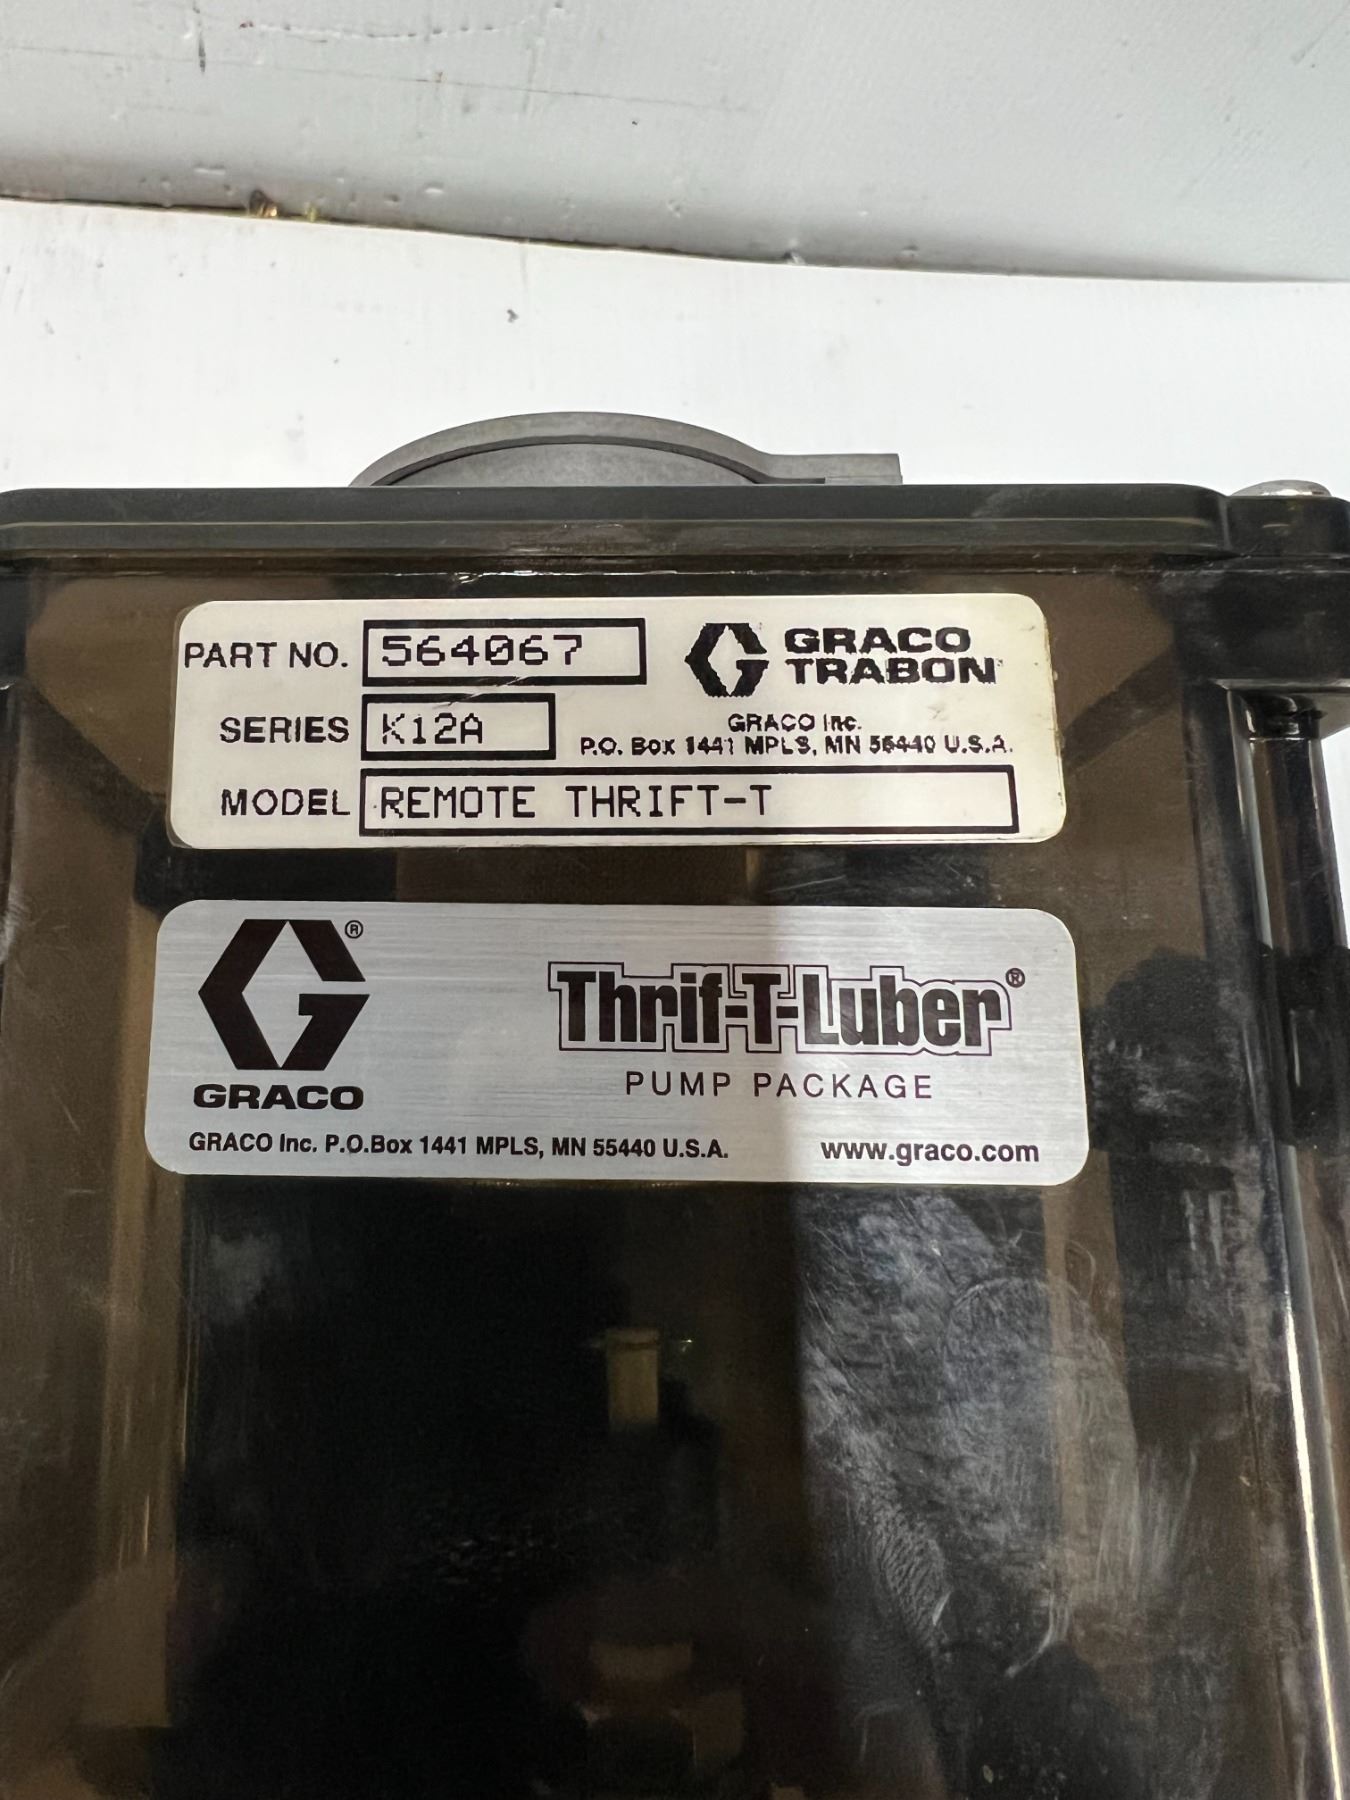 PART NO. 564067
GRACO
TRABON
SERIES K12A
GRACO Inc.
P.O. Box 1441 MPLS, MN 55440 U.S.A.
MODEL REMOTE THRIFT-T
GRACO
Thrif-T-Luber®
PUMP PACKAGE
GRACO Inc. P.O.Box 1441 MPLS, MN 55440 U.S.A. www.graco.com